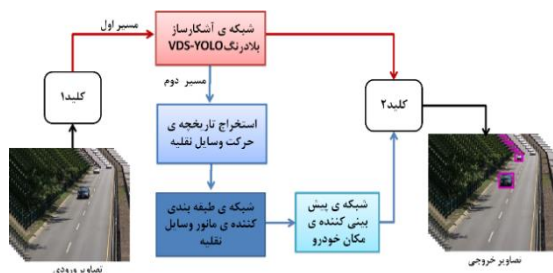 مسیر اول
شبکه ی آشکارساز
بلادرنگ VDS-YOLO
مسیر دوم
کلید۱
کلید۲
استخراج تاریخچه ی
حرکت وسایل نقلیه
شبکه ی طبقه بندی
کننده ی مانور وسایل
نقلیه
شبکه ی پیش
بینی کننده ی
مکان خودرو
تصاویر ورودی
تصاویر خروجی